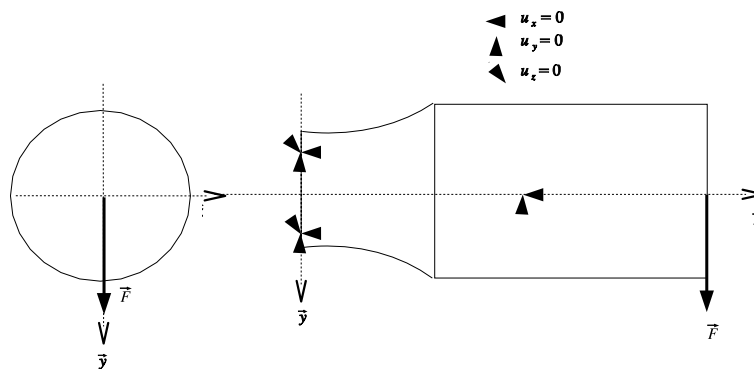 u_x = 0
u_y = 0
u_z = 0
F⃗
y⃗
y⃗
F⃗